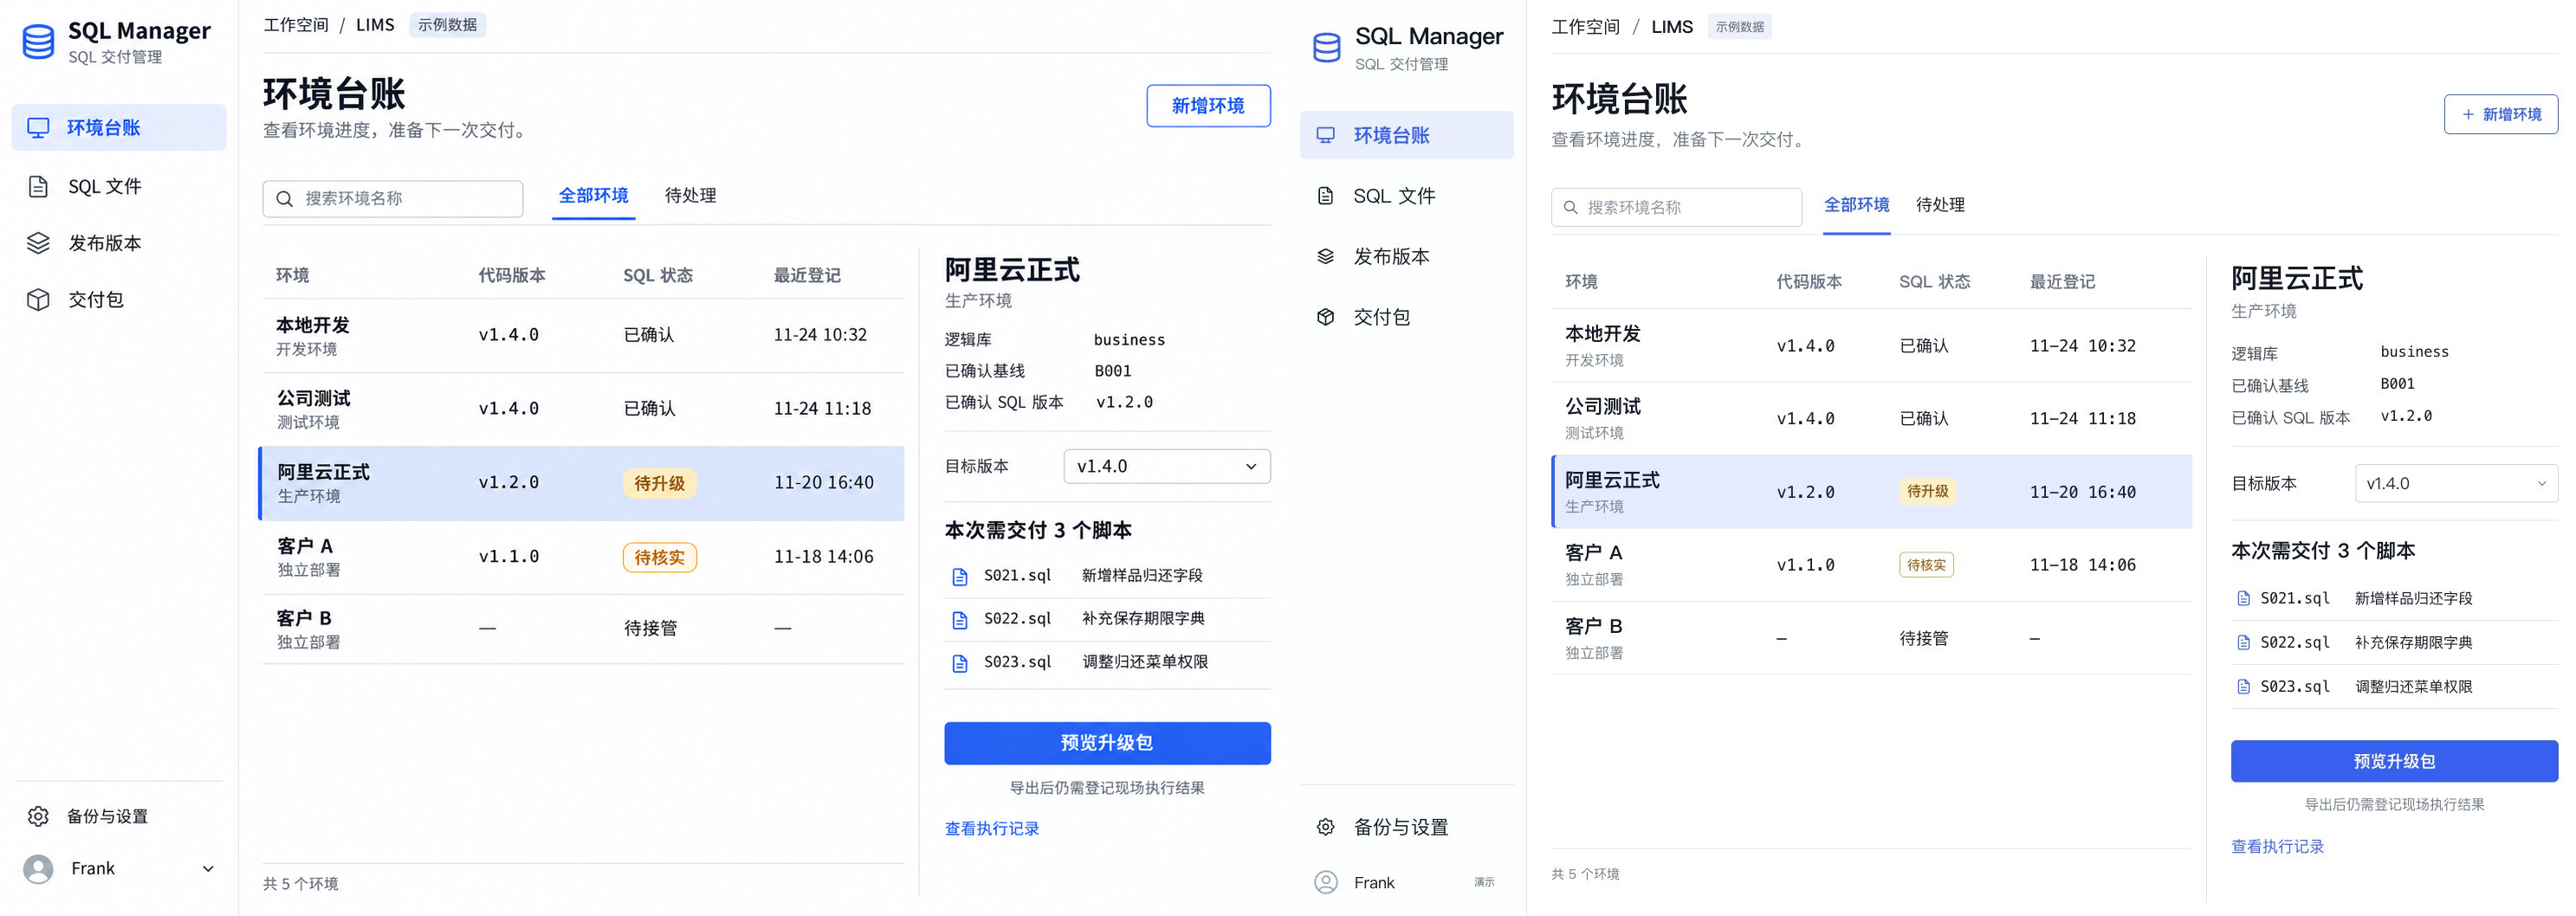 SQL Manager
SQL 交付管理
环境台账
SQL 文件
发布版本
交付包
备份与设置
Frank
工作空间 / LIMS 示例数据
环境台账
查看环境进度，准备下一次交付。
新增环境
搜索环境名称
全部环境 待处理
环境 代码版本 SQL 状态 最近登记
本地开发
开发环境
v1.4.0 已确认 11-24 10:32
公司测试
测试环境
v1.4.0 已确认 11-24 11:18
阿里云正式
生产环境
v1.2.0 待升级 11-20 16:40
客户 A
独立部署
v1.1.0 待核实 11-18 14:06
客户 B
独立部署
— 待接管 —
共 5 个环境
阿里云正式
生产环境
逻辑库 business
已确认基线 B001
已确认 SQL 版本 v1.2.0
目标版本 v1.4.0
本次需交付 3 个脚本
S021.sql 新增样品归还字段
S022.sql 补充保存期限字典
S023.sql 调整归还菜单权限
预览升级包
导出后仍需登记现场执行结果
查看执行记录
SQL Manager
SQL 交付管理
环境台账
SQL 文件
发布版本
交付包
备份与设置
Frank 演示
工作空间 / LIMS 示例数据
环境台账
查看环境进度，准备下一次交付。
+ 新增环境
搜索环境名称
全部环境 待处理
环境 代码版本 SQL 状态 最近登记
本地开发
开发环境
v1.4.0 已确认 11-24 10:32
公司测试
测试环境
v1.4.0 已确认 11-24 11:18
阿里云正式
生产环境
v1.2.0 待升级 11-20 16:40
客户 A
独立部署
v1.1.0 待核实 11-18 14:06
客户 B
独立部署
— 待接管 —
共 5 个环境
阿里云正式
生产环境
逻辑库 business
已确认基线 B001
已确认 SQL 版本 v1.2.0
目标版本 v1.4.0
本次需交付 3 个脚本
S021.sql 新增样品归还字段
S022.sql 补充保存期限字典
S023.sql 调整归还菜单权限
预览升级包
导出后仍需登记现场执行结果
查看执行记录